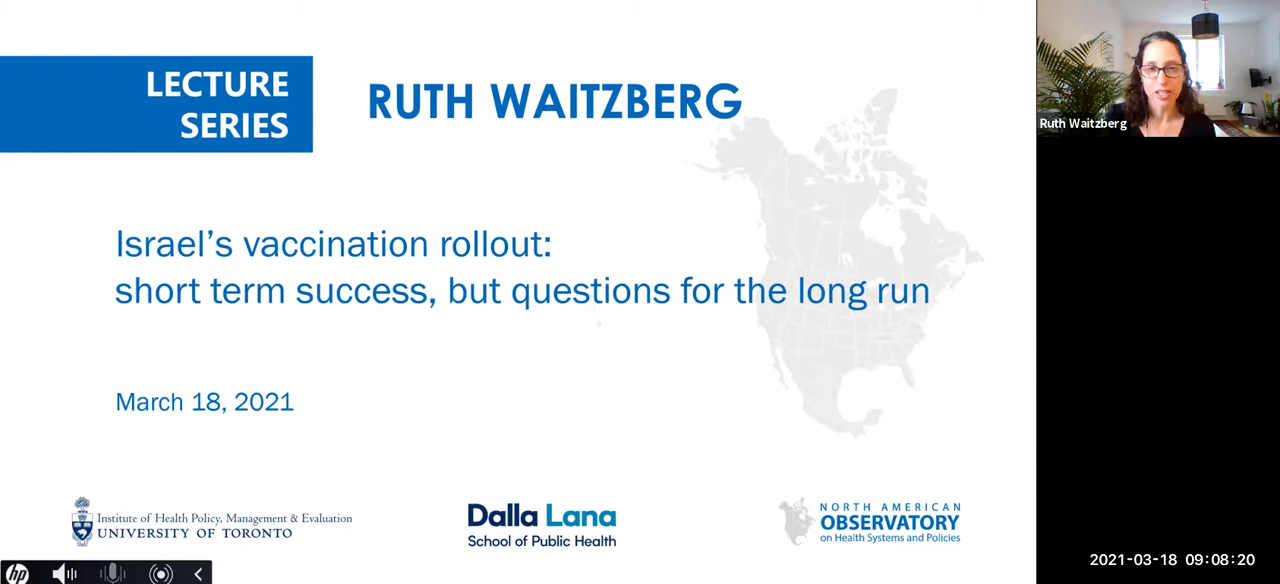 LECTURE
SERIES
RUTH WAITZBERG
Israel's vaccination rollout:
short term success, but questions for the long run
March 18, 2021
Institute of Health Policy, Management & Evaluation
UNIVERSITY OF TORONTO
Dalla Lana
School of Public Health
NORTH AMERICAN
OBSERVATORY
on Health Systems and Policies
hp
Ruth Waitzberg
2021-03-18 09:08:20